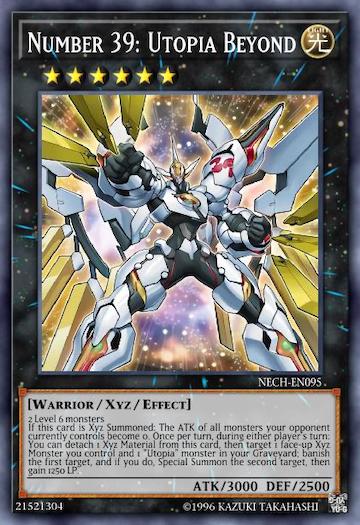 Number 39: Utopia Beyond
LIGHT
光
39
NECH-EN095
[Warrior / Xyz / Effect]
2 Level 6 monsters
If this card is Xyz Summoned: The ATK of all monsters your opponent
currently controls become 0. Once per turn, during either player's turn:
You can detach 1 Xyz Material from this card, then target 1 face-up Xyz
Monster you control and 1 "Utopia" monster in your Graveyard; banish
the first target, and if you do, Special Summon the second target, then
gain 1250 LP.
ATK/3000 DEF/2500
21521304
©1996 KAZUKI TAKAHASHI